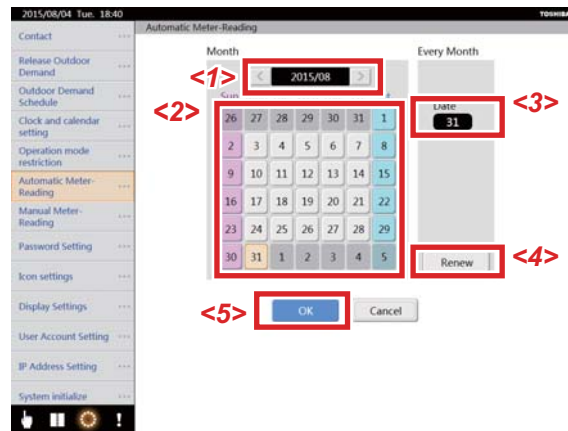 2015/08/04 Tue. 18:40
TOSHIBA
Contact
Automatic Meter-Reading
Release Outdoor
Demand
Outdoor Demand
Schedule
Clock and calendar
setting
Operation mode
restriction
Automatic Meter-
Reading
Manual Meter-
Reading
Password Setting
Icon settings
Display Settings
User Account Setting
IP Address Setting
System initialize
Month
Every Month
<1>
< 2015/08 >
<2>
Sun
26 27 28 29 30 31 1
2 3 4 5 6 7 8
9 10 11 12 13 14 15
16 17 18 19 20 21 22
23 24 25 26 27 28 29
30 31 1 2 3 4 5
Date
31
<3>
Renew
<4>
<5>
OK
Cancel